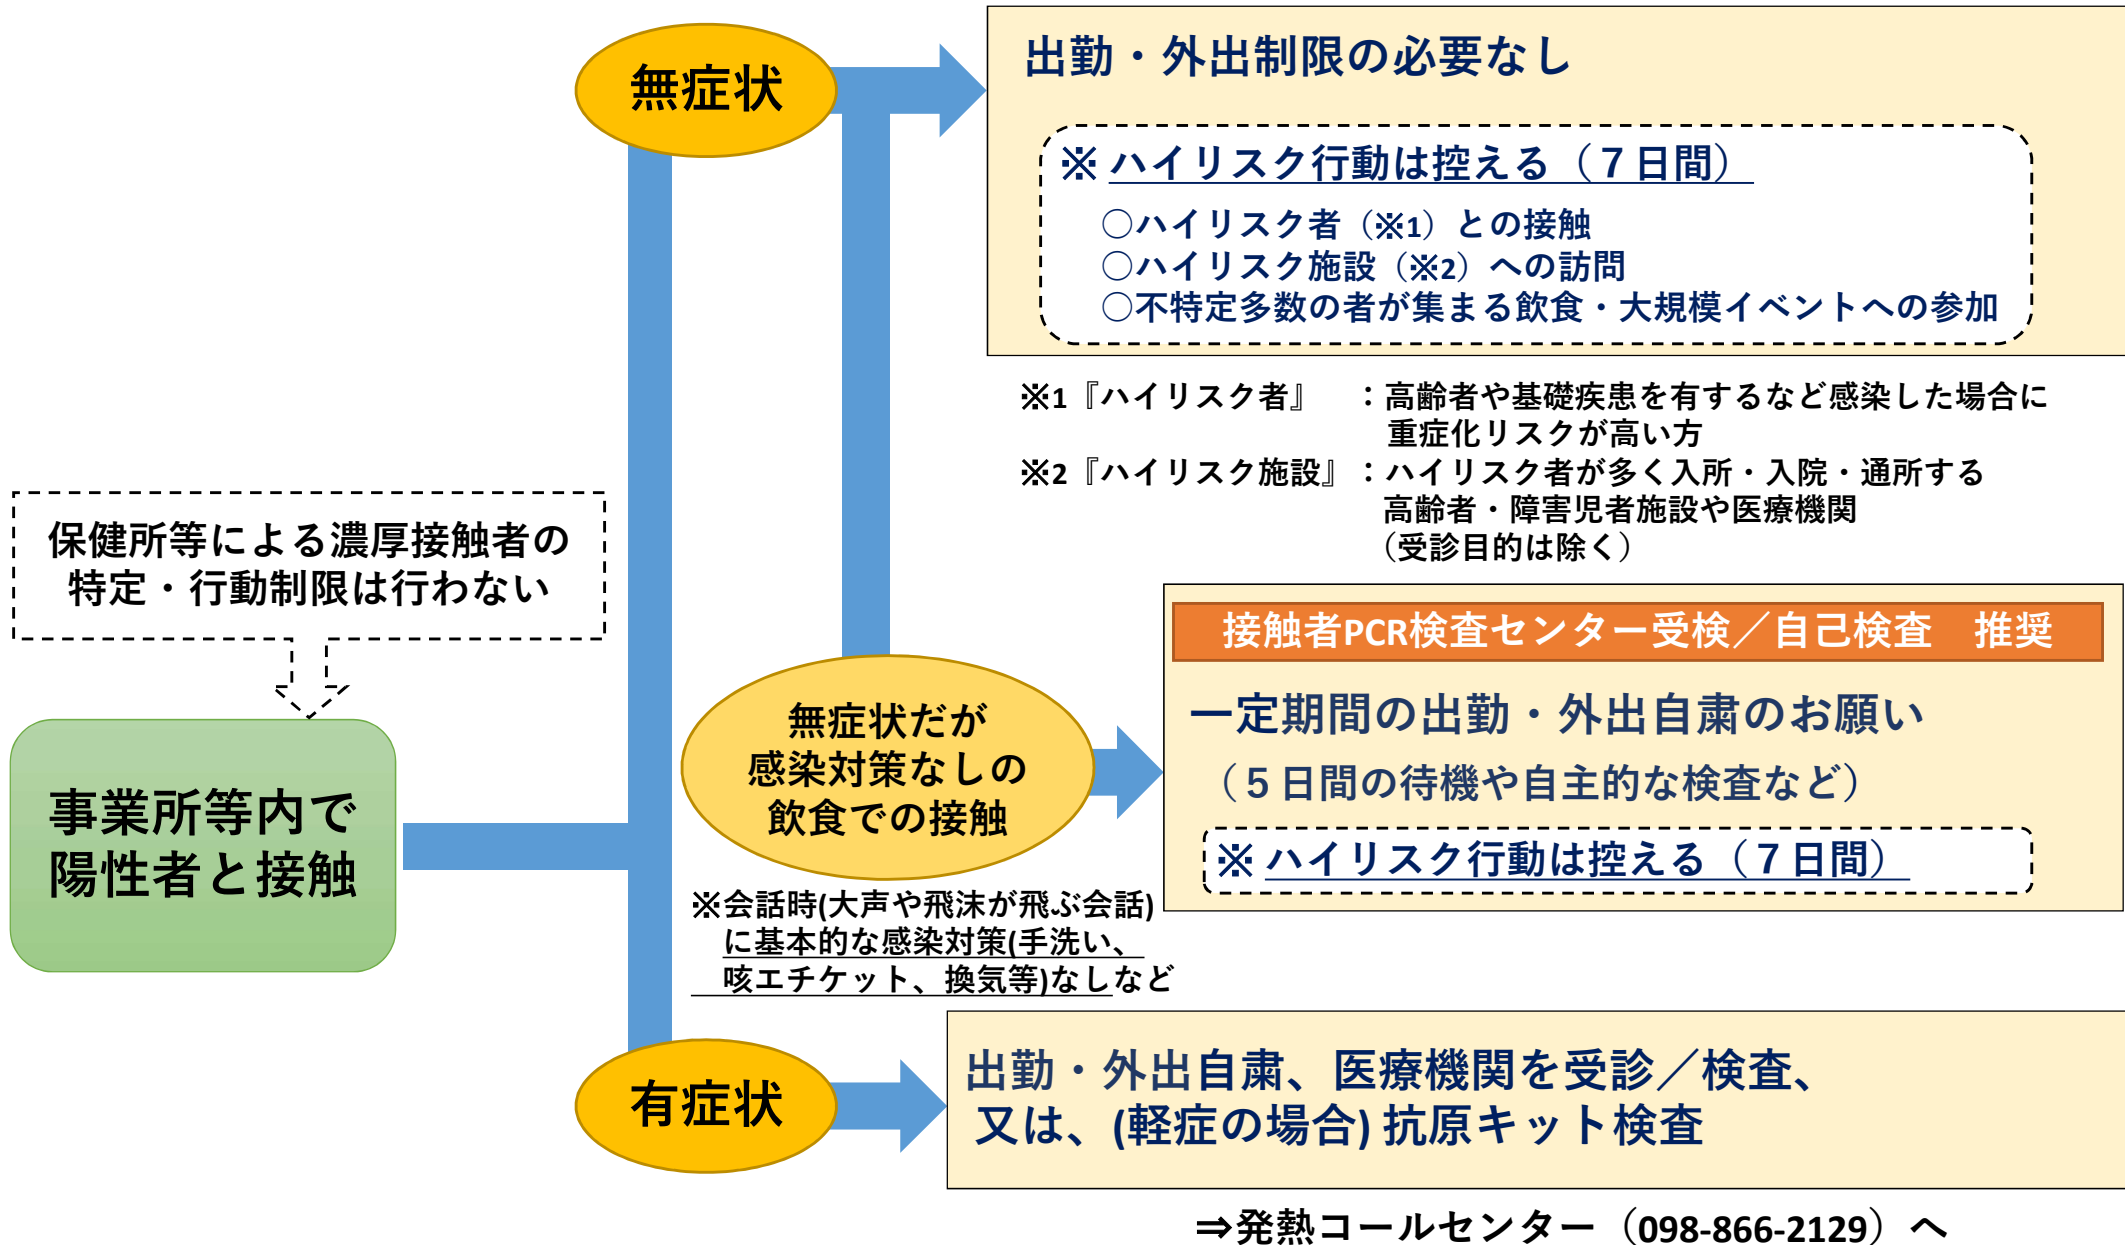 無症状
出勤・外出制限の必要なし
※ ハイリスク行動は控える（７日間）
○ハイリスク者（※1）との接触
○ハイリスク施設（※2）への訪問
○不特定多数の者が集まる飲食・大規模イベントへの参加
※1『ハイリスク者』　：高齢者や基礎疾患を有するなど感染した場合に
重症化リスクが高い方
※2『ハイリスク施設』：ハイリスク者が多く入所・入院・通所する
高齢者・障害児者施設や医療機関
（受診目的は除く）
保健所等による濃厚接触者の
特定・行動制限は行わない
事業所等内で
陽性者と接触
無症状だが
感染対策なしの
飲食での接触
※会話時(大声や飛沫が飛ぶ会話)
に基本的な感染対策(手洗い、
咳エチケット、換気等)なしなど
接触者PCR検査センター受検／自己検査　推奨
一定期間の出勤・外出自粛のお願い
（５日間の待機や自主的な検査など）
※ ハイリスク行動は控える（７日間）
有症状
出勤・外出自粛、医療機関を受診／検査、
又は、(軽症の場合) 抗原キット検査
⇒発熱コールセンター（098-866-2129）へ